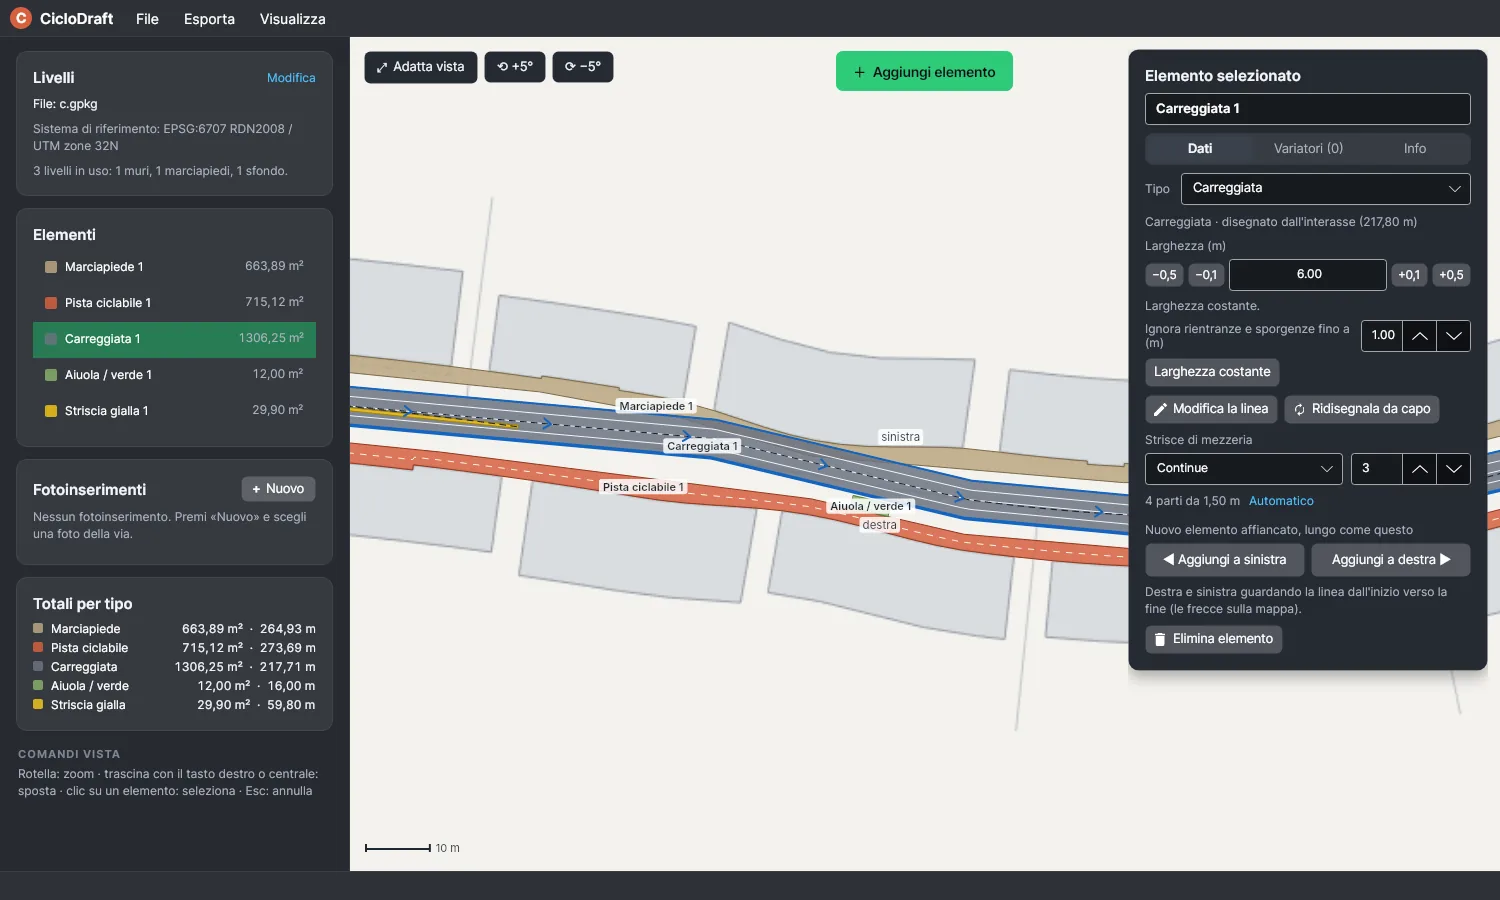 C CicloDraft File Esporta Visualizza
Livelli Modifica
File: c.gpkg
Sistema di riferimento: EPSG:6707 RDN2008 /
UTM zone 32N
3 livelli in uso: 1 muri, 1 marciapiedi, 1 sfondo.
Elementi
Marciapiede 1 663,89 m²
Pista ciclabile 1 715,12 m²
Carreggiata 1 1306,25 m²
Aiuola / verde 1 12,00 m²
Striscia gialla 1 29,90 m²
Fotoinserimenti + Nuovo
Nessun fotoinserimento. Premi «Nuovo» e scegli
una foto della via.
Totali per tipo
Marciapiede 663,89 m² · 264,93 m
Pista ciclabile 715,12 m² · 273,69 m
Carreggiata 1306,25 m² · 217,71 m
Aiuola / verde 12,00 m² · 16,00 m
Striscia gialla 29,90 m² · 59,80 m
COMANDI VISTA
Rotella: zoom · trascina con il tasto destro o centrale:
sposta · clic su un elemento: seleziona · Esc: annulla
Adatta vista +5° −5°
+ Aggiungi elemento
Marciapiede 1
sinistra
Carreggiata 1
Pista ciclabile 1
Aiuola / verde 1
destra
10 m
Elemento selezionato
Carreggiata 1
Dati Variatori (0) Info
Tipo Carreggiata
Carreggiata · disegnato dall'interasse (217,80 m)
Larghezza (m)
−0,5 −0,1 6.00 +0,1 +0,5
Larghezza costante.
Ignora rientranze e sporgenze fino a
(m) 1.00
Larghezza costante
Modifica la linea Ridisegnala da capo
Strisce di mezzeria
Continue 3
4 parti da 1,50 m Automatico
Nuovo elemento affiancato, lungo come questo
◀ Aggiungi a sinistra Aggiungi a destra ▶
Destra e sinistra guardando la linea dall'inizio verso la
fine (le frecce sulla mappa).
Elimina elemento